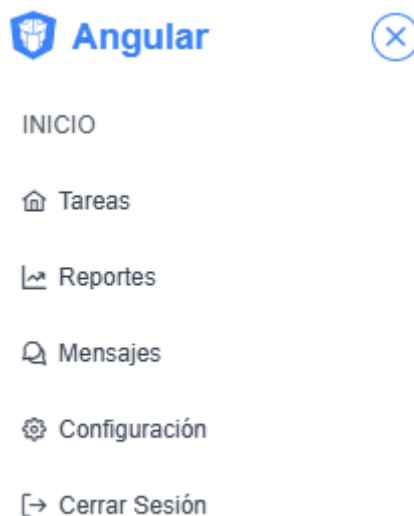 Angular
INICIO
Tareas
Reportes
Mensajes
Configuración
Cerrar Sesión